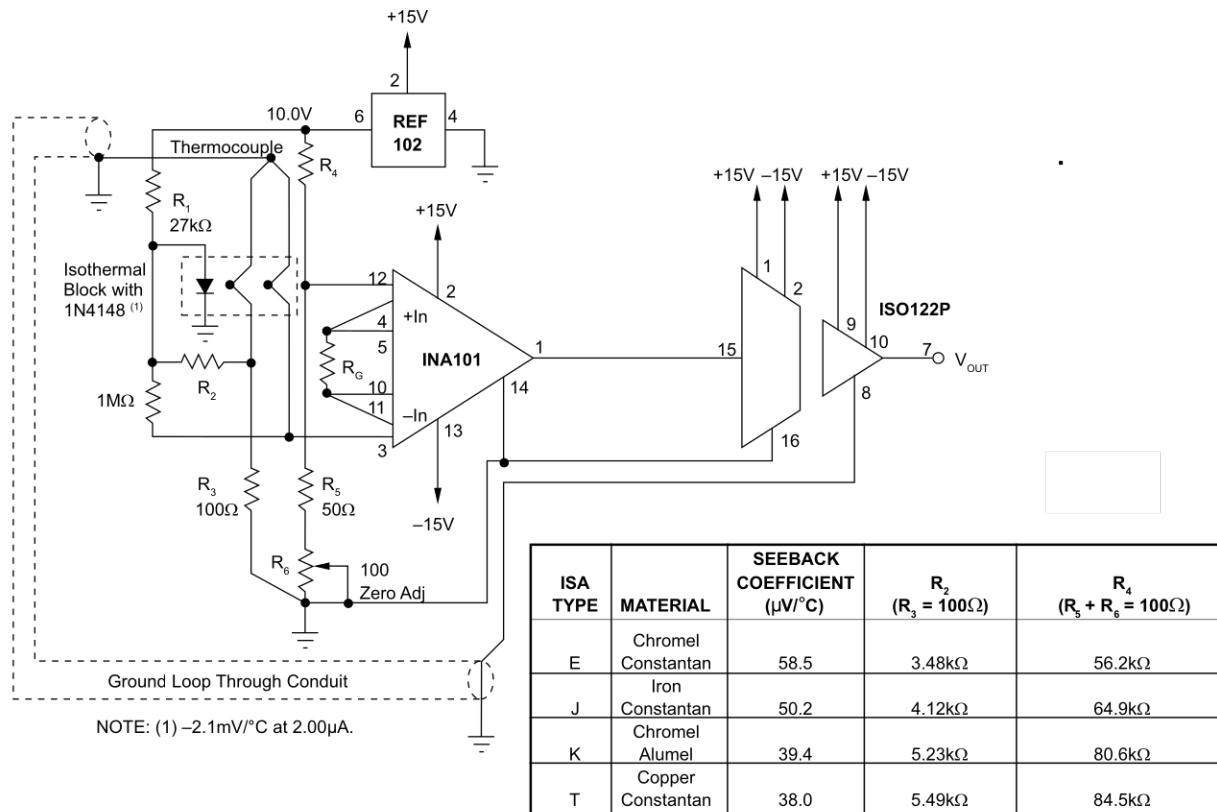 +15V
2
10.0V
6
REF
102
4
Thermocouple
R4
R1
27kΩ
+15V
+15V –15V
+15V –15V
Isothermal
Block with
1N4148 (1)
12
2
1
2
ISO122P
+In
4
5
9
10
RG
INA101
1
15
7
VOUT
R2
10
11
14
8
1MΩ
–In
3
13
16
R3
100Ω
R5
50Ω
–15V
R6
100
Zero Adj
Ground Loop Through Conduit
NOTE: (1) –2.1mV/°C at 2.00µA.
ISA TYPE MATERIAL SEEBACK COEFFICIENT (µV/°C) R2 (R3 = 100Ω) R4 (R5 + R6 = 100Ω)
E Chromel Constantan 58.5 3.48kΩ 56.2kΩ
J Iron Constantan 50.2 4.12kΩ 64.9kΩ
K Chromel Alumel 39.4 5.23kΩ 80.6kΩ
T Copper Constantan 38.0 5.49kΩ 84.5kΩ